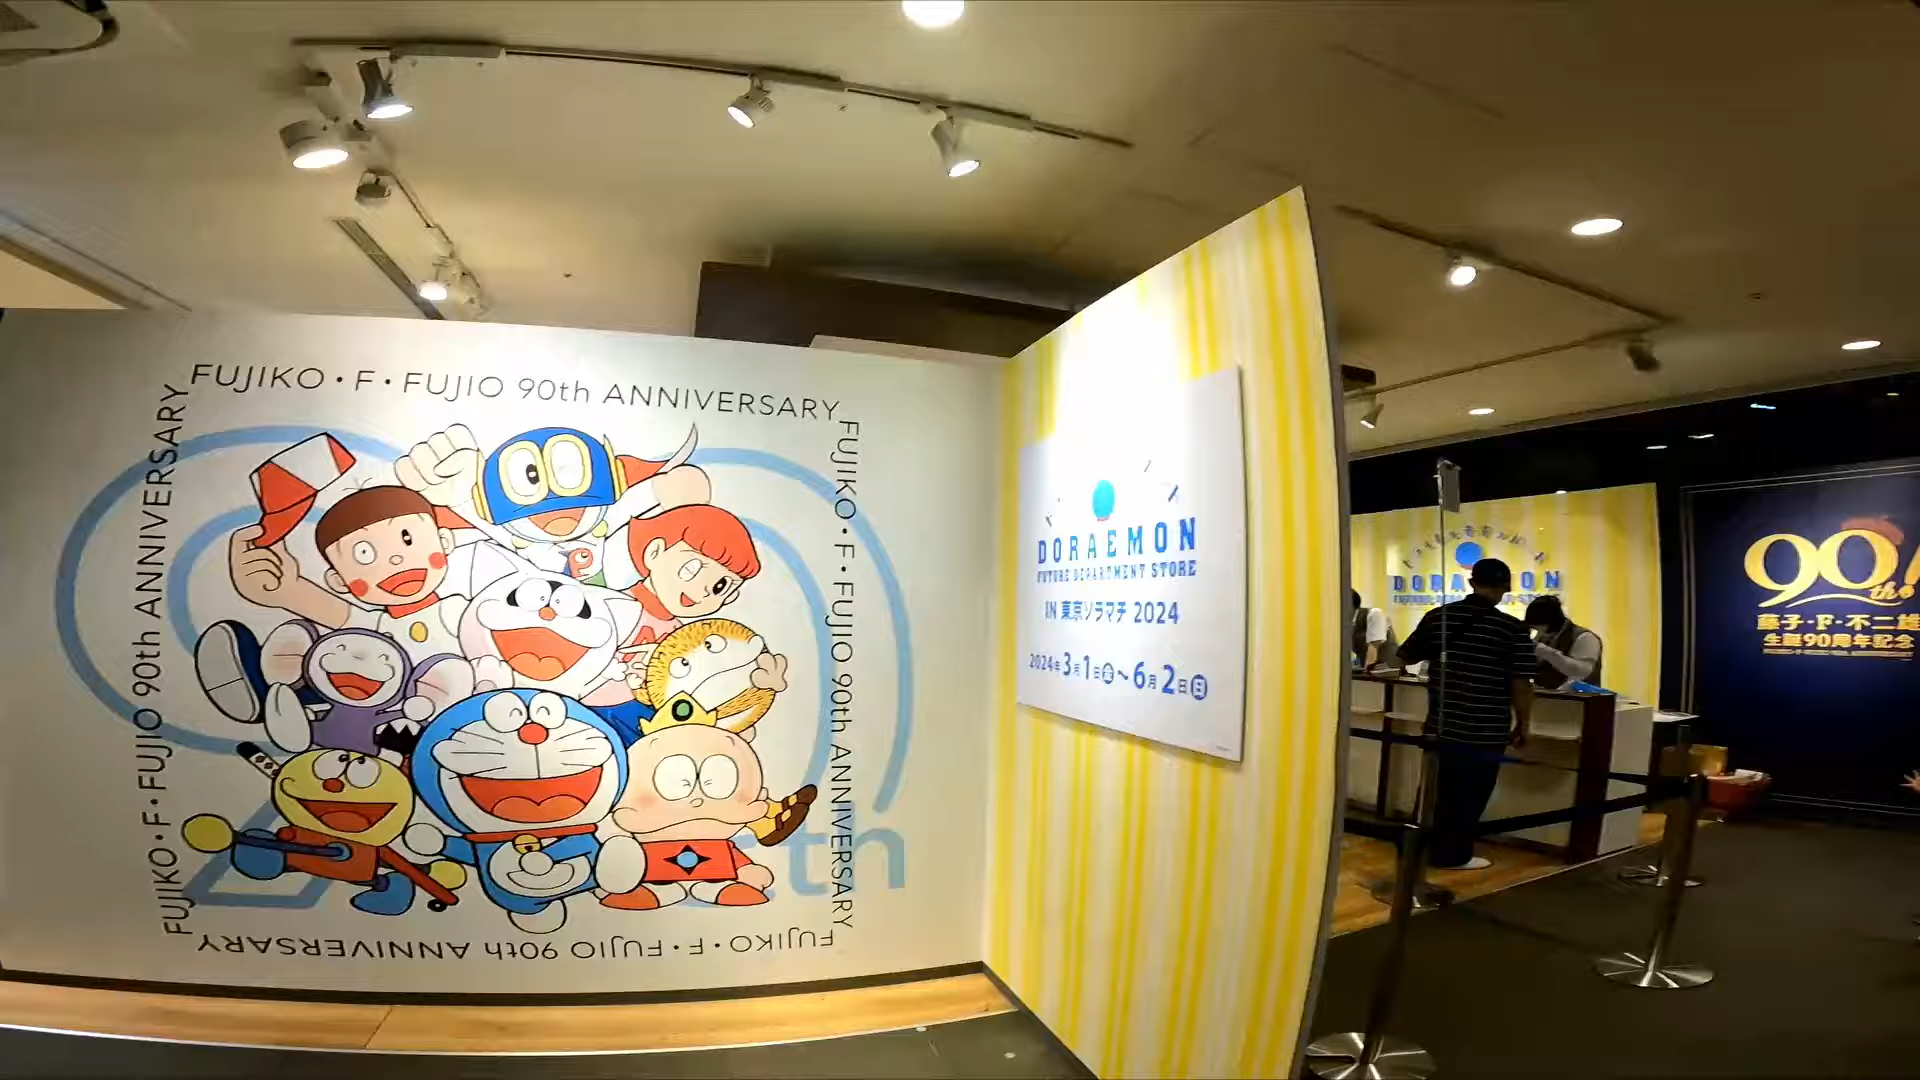 FUJIKO・F・FUJIO 90th ANNIVERSARY
FUJIKO・F・FUJIO 90th ANNIVERSARY
FUJIKO・F・FUJIO 90th ANNIVERSARY
FUJIKO・F・FUJIO 90th ANNIVERSARY
th
DORAEMON
FUTURE DEPARTMENT STORE
IN 東京ソラマチ 2024
2024年3月1日㊎～6月2日㊐
DORAEMON
90th
藤子・F・不二雄
生誕90周年記念